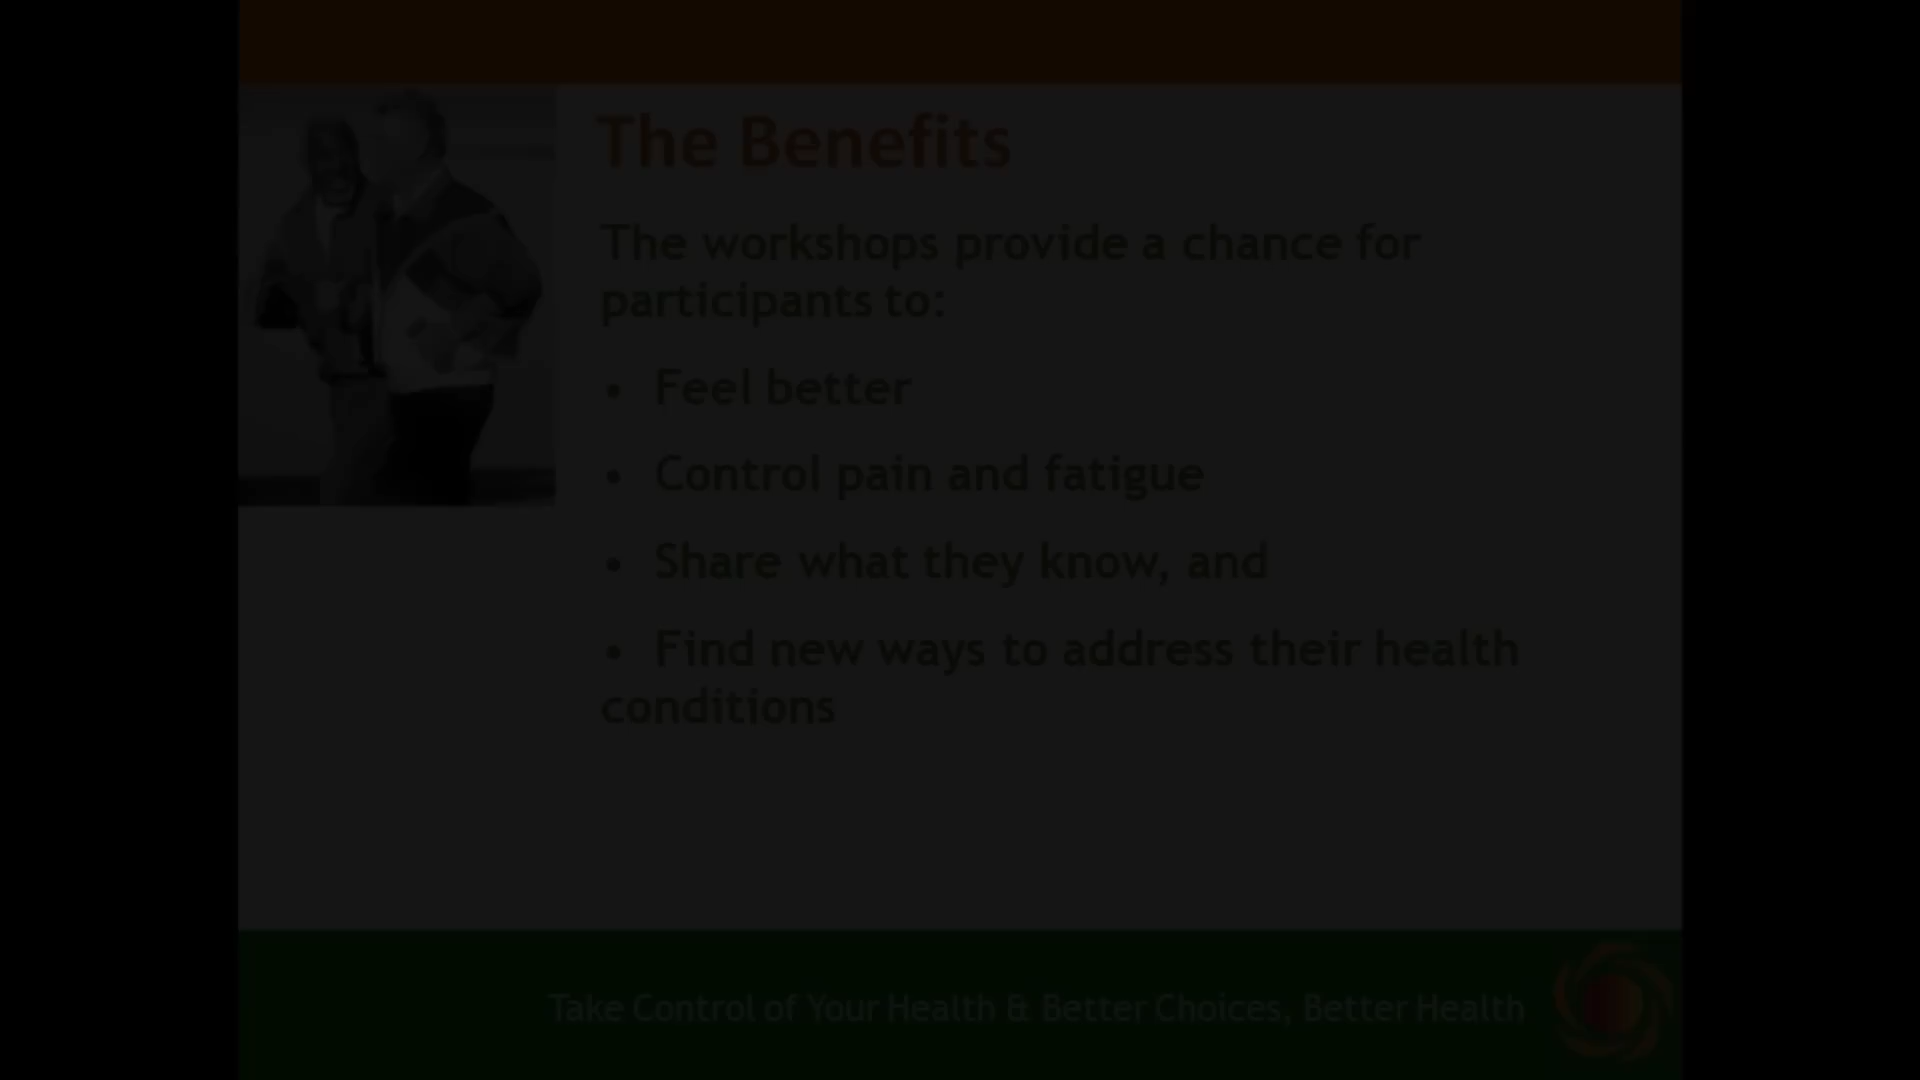 The Benefits
The workshops provide a chance for
participants to:
• Feel better
• Control pain and fatigue
• Share what they know, and
• Find new ways to address their health
conditions
Take Control of Your Health & Better Choices, Better Health